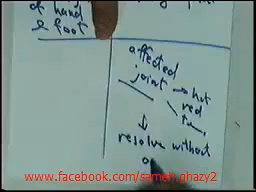 of hand
& foot
affected
joint → hot
red
resolve without
www.facebook.com/sameh.ghazy2